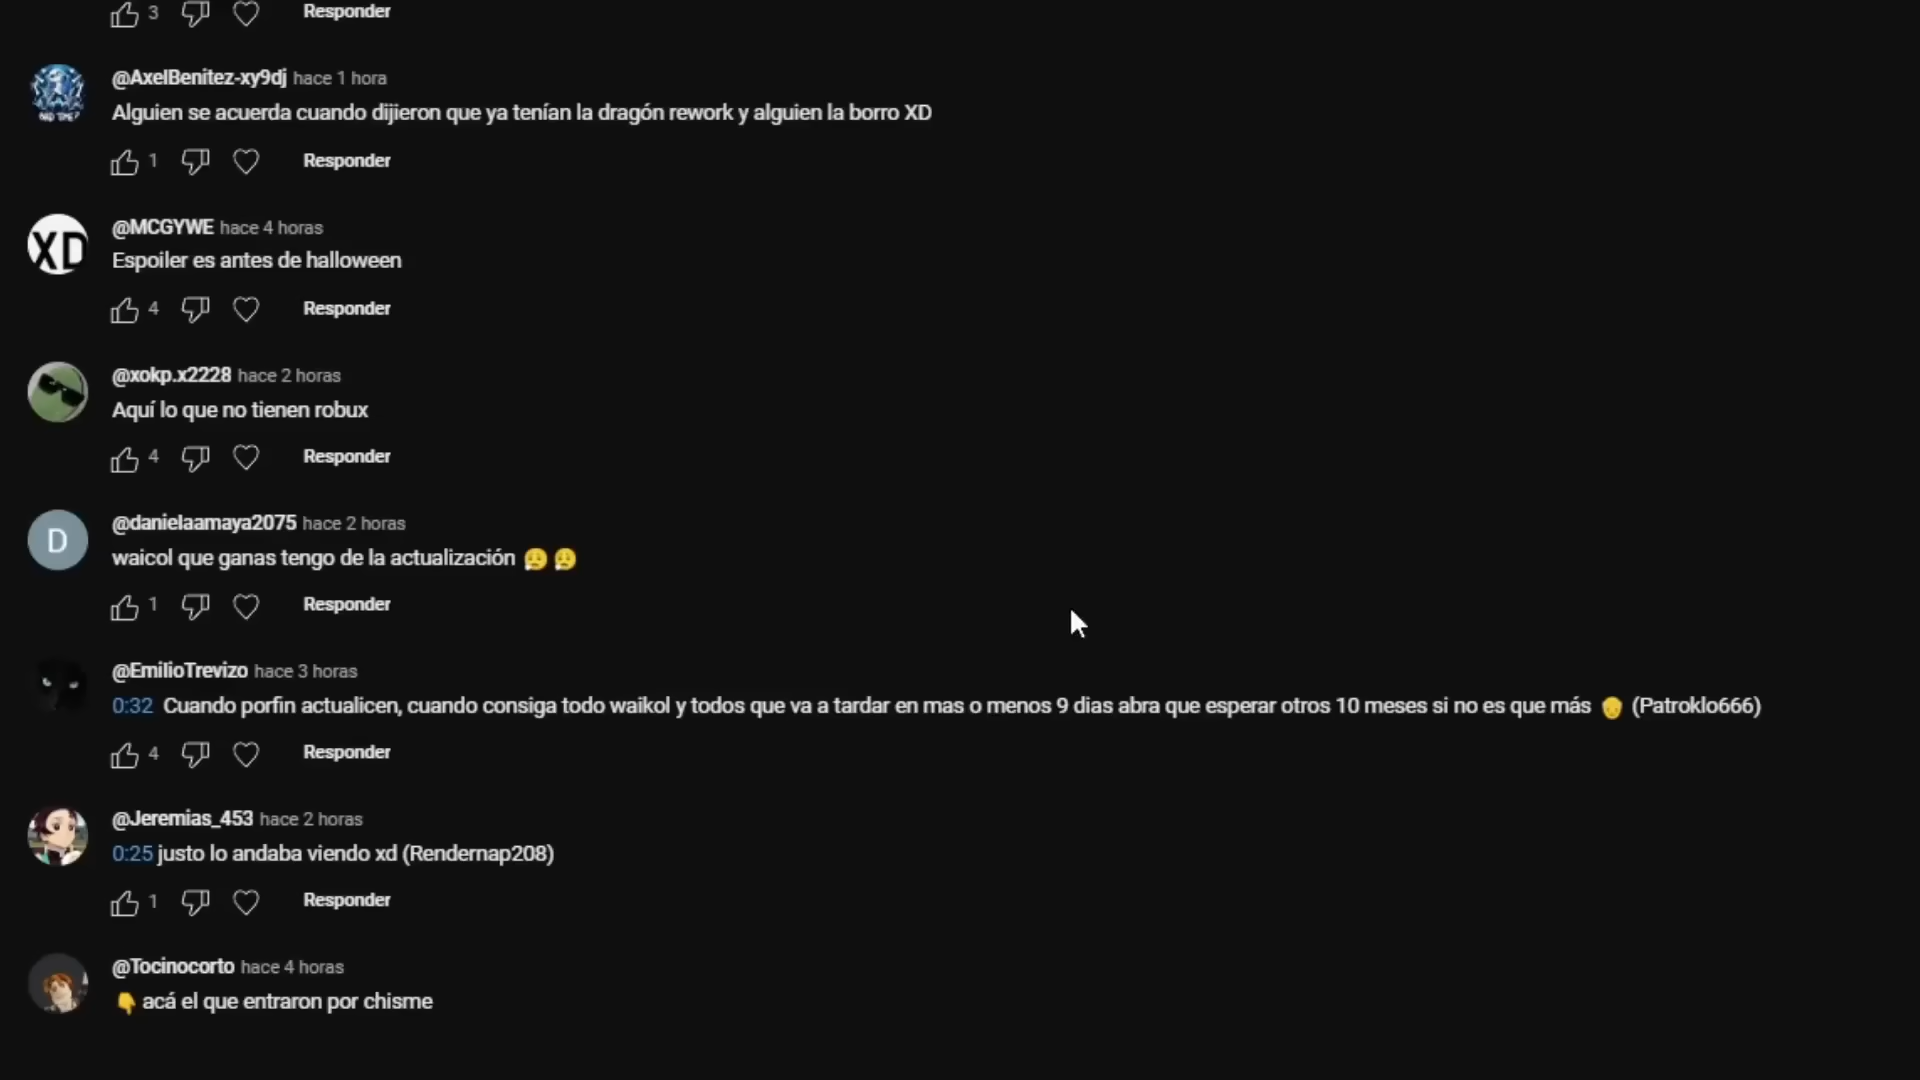 3 Responder
@AxelBenitez-xy9dj hace 1 hora
Alguien se acuerda cuando dijieron que ya tenían la dragón rework y alguien la borro XD
1 Responder
XD
@MCGYWE hace 4 horas
Espoiler es antes de halloween
4 Responder
@xokp.x2228 hace 2 horas
Aquí lo que no tienen robux
4 Responder
D
@danielaamaya2075 hace 2 horas
waicol que ganas tengo de la actualización 😥😥
1 Responder
@EmilioTrevizo hace 3 horas
0:32 Cuando porfin actualicen, cuando consiga todo waikol y todos que va a tardar en mas o menos 9 dias abra que esperar otros 10 meses si no es que más 👴 (Patroklo666)
4 Responder
@Jeremias_453 hace 2 horas
0:25 justo lo andaba viendo xd (Rendernap208)
1 Responder
@Tocinocorto hace 4 horas
👇 acá el que entraron por chisme